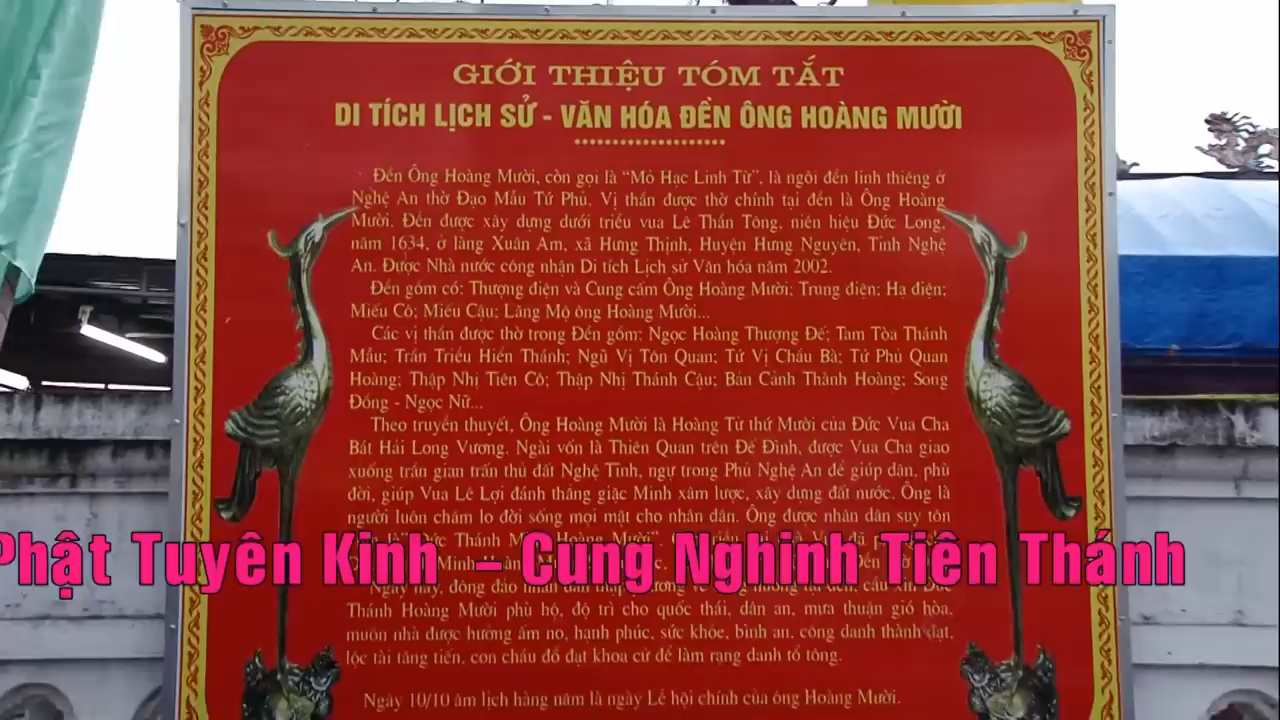 GIỚI THIỆU TÓM TẮT
DI TÍCH LỊCH SỬ - VĂN HÓA ĐỀN ÔNG HOÀNG MƯỜI
Đền Ông Hoàng Mười, còn gọi là “Mỏ Hạc Linh Từ”, là ngôi đền linh thiêng ở
Nghệ An thờ Đạo Mẫu Tứ Phủ. Vị thần được thờ chính tại đền là Ông Hoàng
Mười. Đền được xây dựng dưới triều vua Lê Thần Tông, niên hiệu Đức Long,
năm 1634, ở làng Xuân Am, xã Hưng Thịnh, Huyện Hưng Nguyên, Tỉnh Nghệ
An. Được Nhà nước công nhận Di tích Lịch sử Văn hóa năm 2002.
Đền gồm có: Thượng điện và Cung cấm Ông Hoàng Mười; Trung điện; Hạ điện;
Miếu Cô; Miếu Cậu; Lăng Mộ ông Hoàng Mười...
Các vị thần được thờ trong Đền gồm: Ngọc Hoàng Thượng Đế; Tam Tòa Thánh
Mẫu; Trần Triều Hiển Thánh; Ngũ Vị Tôn Quan; Tứ Vị Chầu Bà; Tứ Phủ Quan
Hoàng; Thập Nhị Tiên Cô; Thập Nhị Thánh Cậu; Bản Cảnh Thành Hoàng; Song
Đồng - Ngọc Nữ...
Theo truyền thuyết, Ông Hoàng Mười là Hoàng Tử thứ Mười của Đức Vua Cha
Bát Hải Long Vương. Ngài vốn là Thiên Quan trên Đế Đình, được Vua Cha giao
xuống trần gian trấn thủ đất Nghệ Tĩnh, ngự trong Phủ Nghệ An để giúp dân, phù
đời, giúp Vua Lê Lợi đánh thắng giặc Minh xâm lược, xây dựng đất nước. Ông là
người luôn chăm lo đời sống mọi mặt cho nhân dân. Ông được nhân dân suy tôn
Phật Tuyên Kinh – Cung Nghinh Tiên Thánh
Thánh Hoàng Mười phù hộ, độ trì cho quốc thái, dân an, mưa thuận gió hòa,
muôn nhà được hưởng ấm no, hạnh phúc, sức khỏe, bình an, công danh thành đạt,
lộc tài tăng tiến, con cháu đỗ đạt khoa cử để làm rạng danh tổ tông.
Ngày 10/10 âm lịch hàng năm là ngày Lễ hội chính của ông Hoàng Mười.